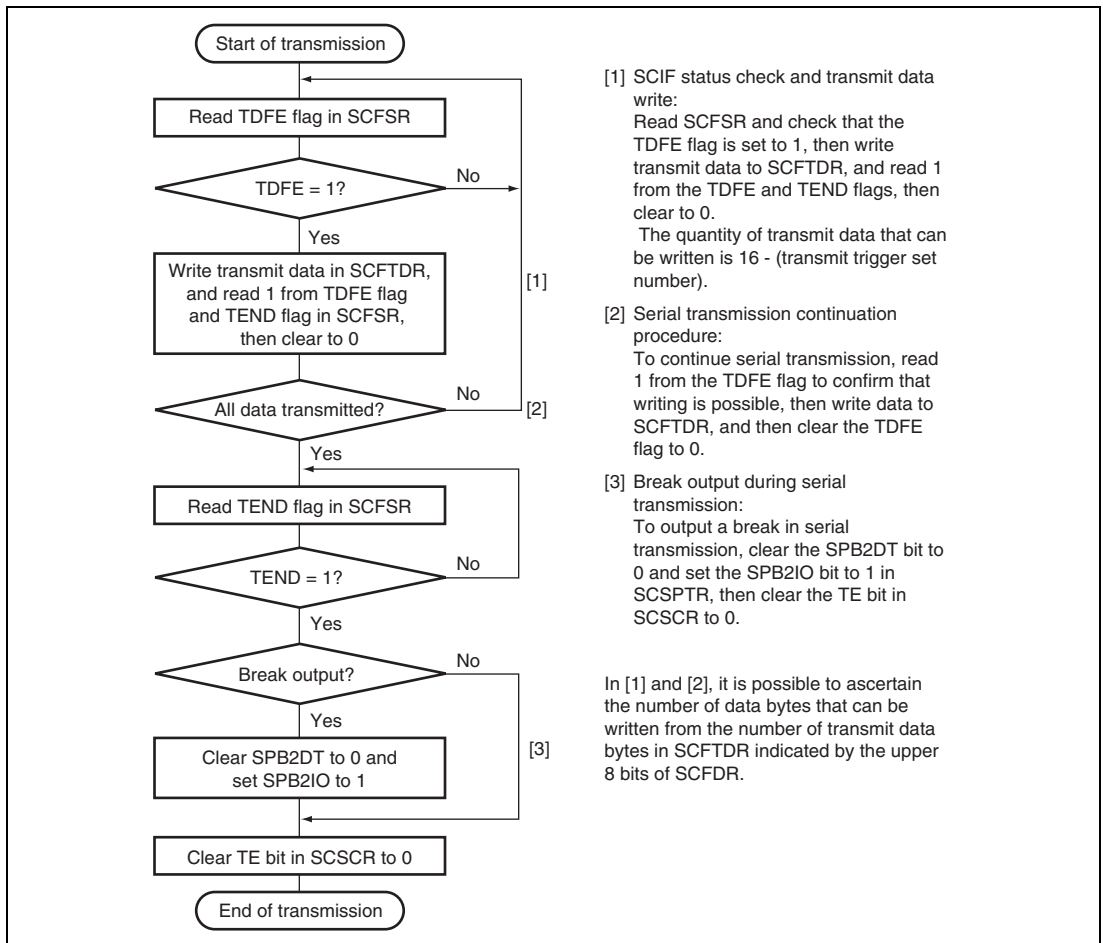 Start of transmission
Read TDFE flag in SCFSR
TDFE = 1?
No
Yes
Write transmit data in SCFTDR,
and read 1 from TDFE flag
and TEND flag in SCFSR,
then clear to 0
[1]
All data transmitted?
No
[2]
Yes
Read TEND flag in SCFSR
TEND = 1?
No
Yes
Break output?
No
Yes
Clear SPB2DT to 0 and
set SPB2IO to 1
[3]
Clear TE bit in SCSCR to 0
End of transmission
[1] SCIF status check and transmit data
write:
Read SCFSR and check that the
TDFE flag is set to 1, then write
transmit data to SCFTDR, and read 1
from the TDFE and TEND flags, then
clear to 0.
The quantity of transmit data that can
be written is 16 - (transmit trigger set
number).
[2] Serial transmission continuation
procedure:
To continue serial transmission, read
1 from the TDFE flag to confirm that
writing is possible, then write data to
SCFTDR, and then clear the TDFE
flag to 0.
[3] Break output during serial
transmission:
To output a break in serial
transmission, clear the SPB2DT bit to
0 and set the SPB2IO bit to 1 in
SCSPTR, then clear the TE bit in
SCSCR to 0.
In [1] and [2], it is possible to ascertain
the number of data bytes that can be
written from the number of transmit data
bytes in SCFTDR indicated by the upper
8 bits of SCFDR.